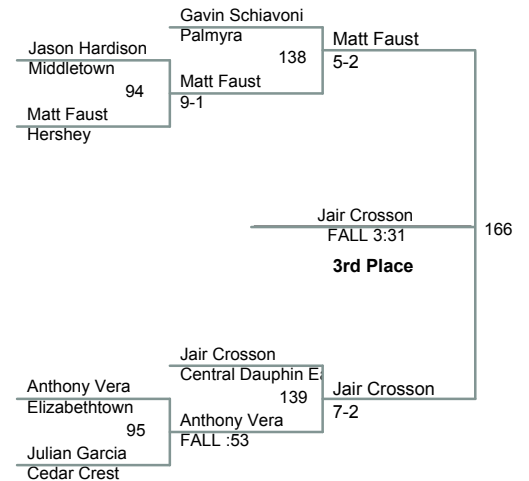 Gavin Schiavoni
Palmyra
138
Matt Faust
5-2
Jason Hardison
Middletown
94
Matt Faust
9-1
Matt Faust
Hershey
Jair Crosson
FALL 3:31
166
3rd Place
Jair Crosson
Central Dauphin Ea
139
Jair Crosson
7-2
Anthony Vera
Elizabethtown
95
Anthony Vera
FALL :53
Julian Garcia
Cedar Crest